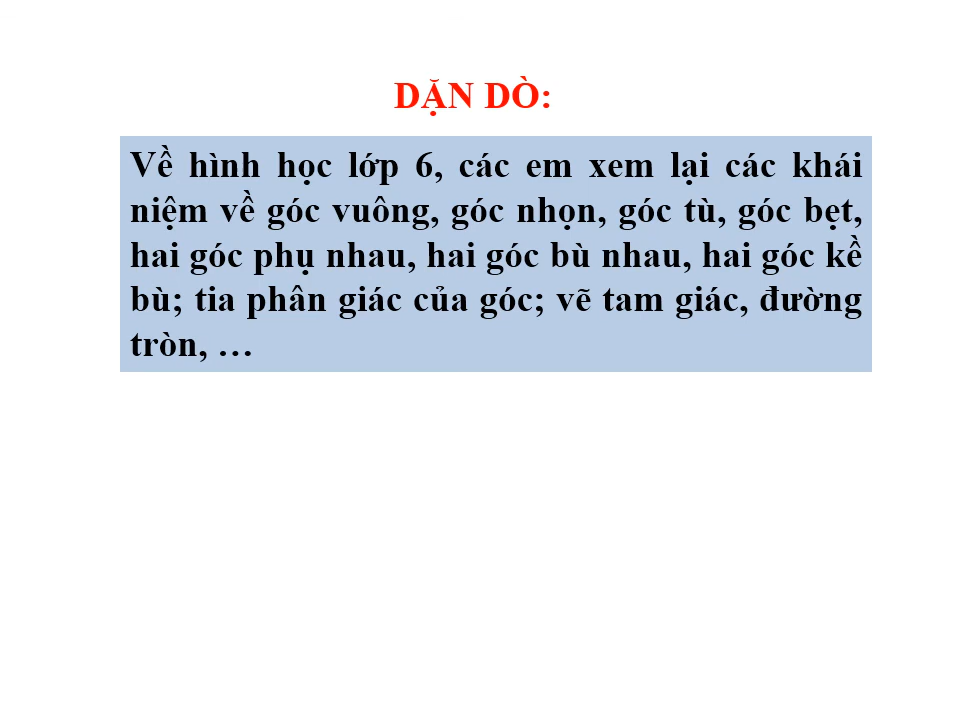 DẶN DÒ:
Về hình học lớp 6, các em xem lại các khái
niệm về góc vuông, góc nhọn, góc tù, góc bẹt,
hai góc phụ nhau, hai góc bù nhau, hai góc kề
bù; tia phân giác của góc; vẽ tam giác, đường
tròn, …